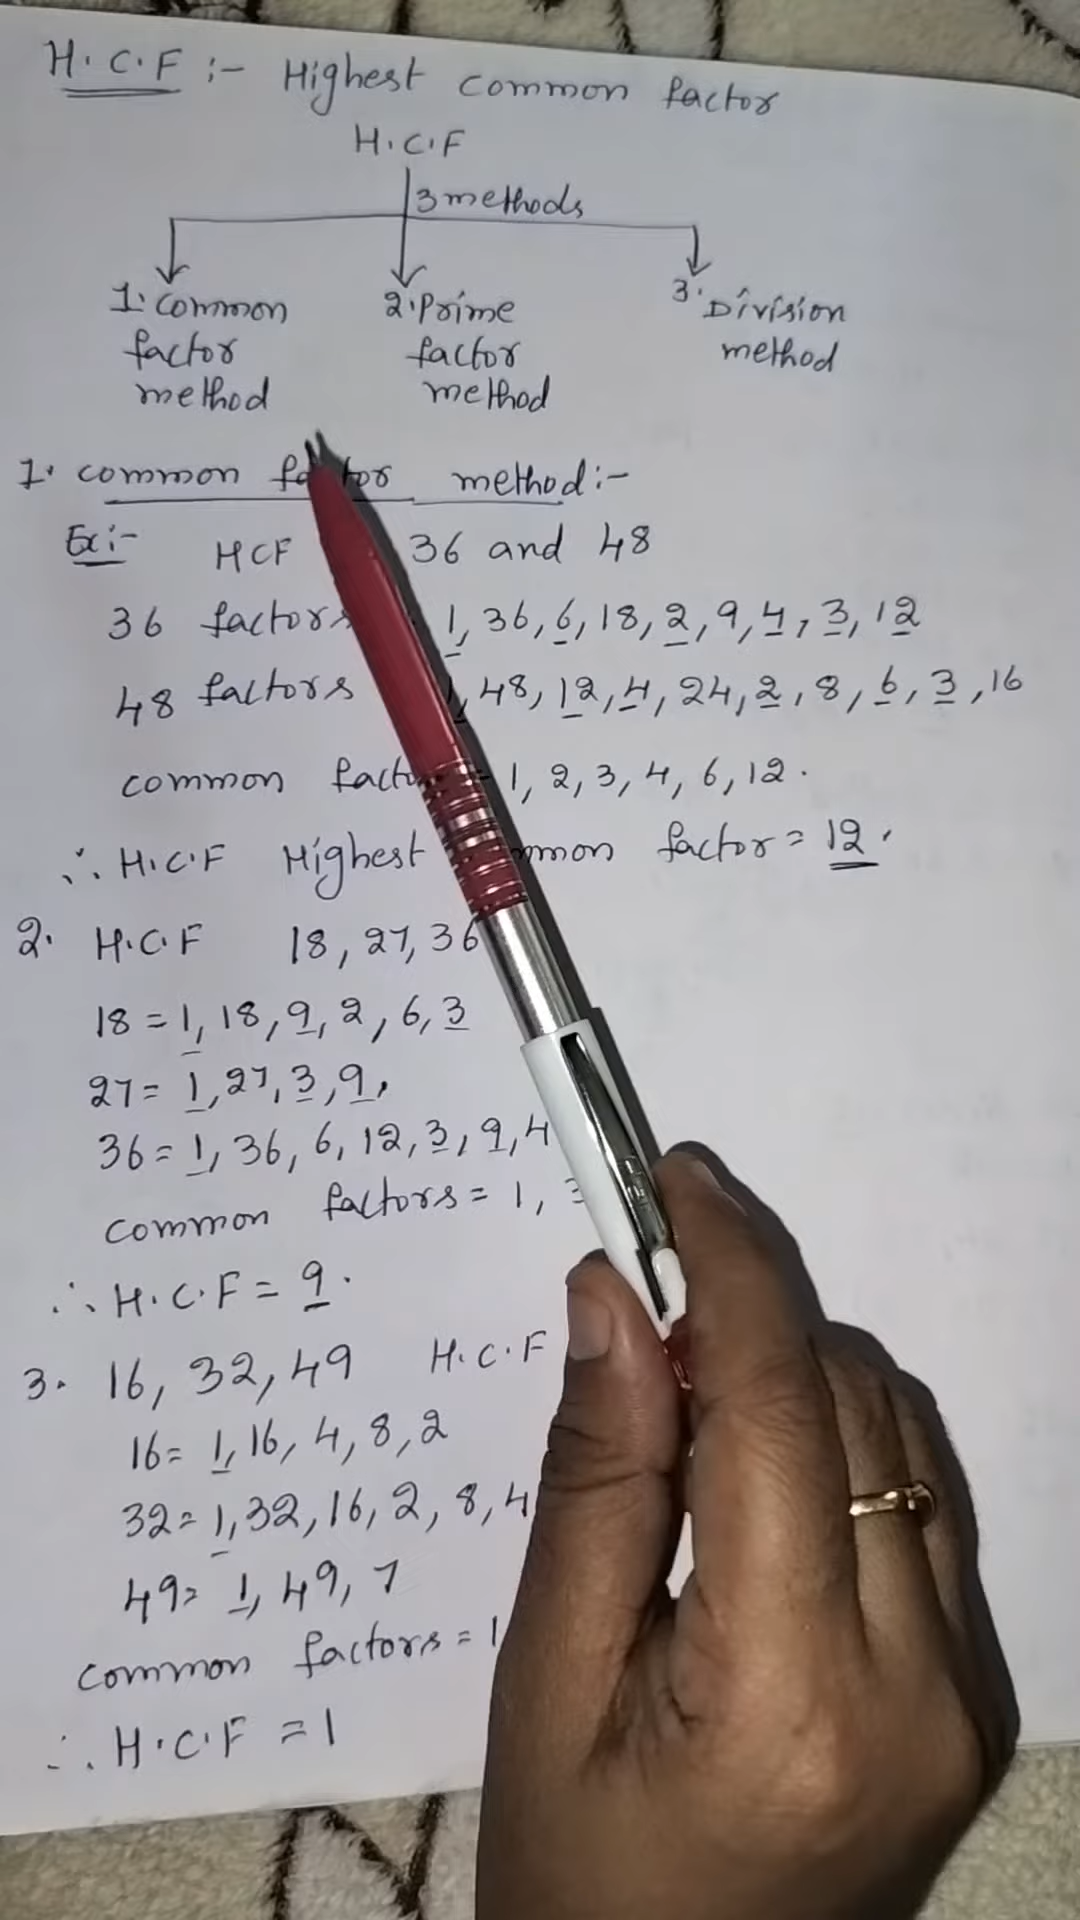 H.C.F :- Highest common factor
H.C.F
3 methods
1. Common factor method
2. Prime factor method
3. Division method
1. common factor method :-
Ex:- HCF 36 and 48
36 factors 1, 36, 6, 18, 2, 9, 4, 3, 12
48 factors 1, 48, 12, 4, 24, 2, 8, 6, 3, 16
common = 1, 2, 3, 4, 6, 12.
∴ H.C.F Highest factor = 12.
2. H.C.F 18, 27, 36
18 = 1, 18, 9, 2, 6, 3
27 = 1, 27, 3, 9,
36 = 1, 36, 6, 12, 3, 9, 4
common factors = 1, 3
∴ H.C.F = 9.
3. 16, 32, 49 H.C.F
16 = 1, 16, 4, 8, 2
32 = 1, 32, 16, 2, 8, 4
49 = 1, 49, 7
common factors = 1
∴ H.C.F = 1